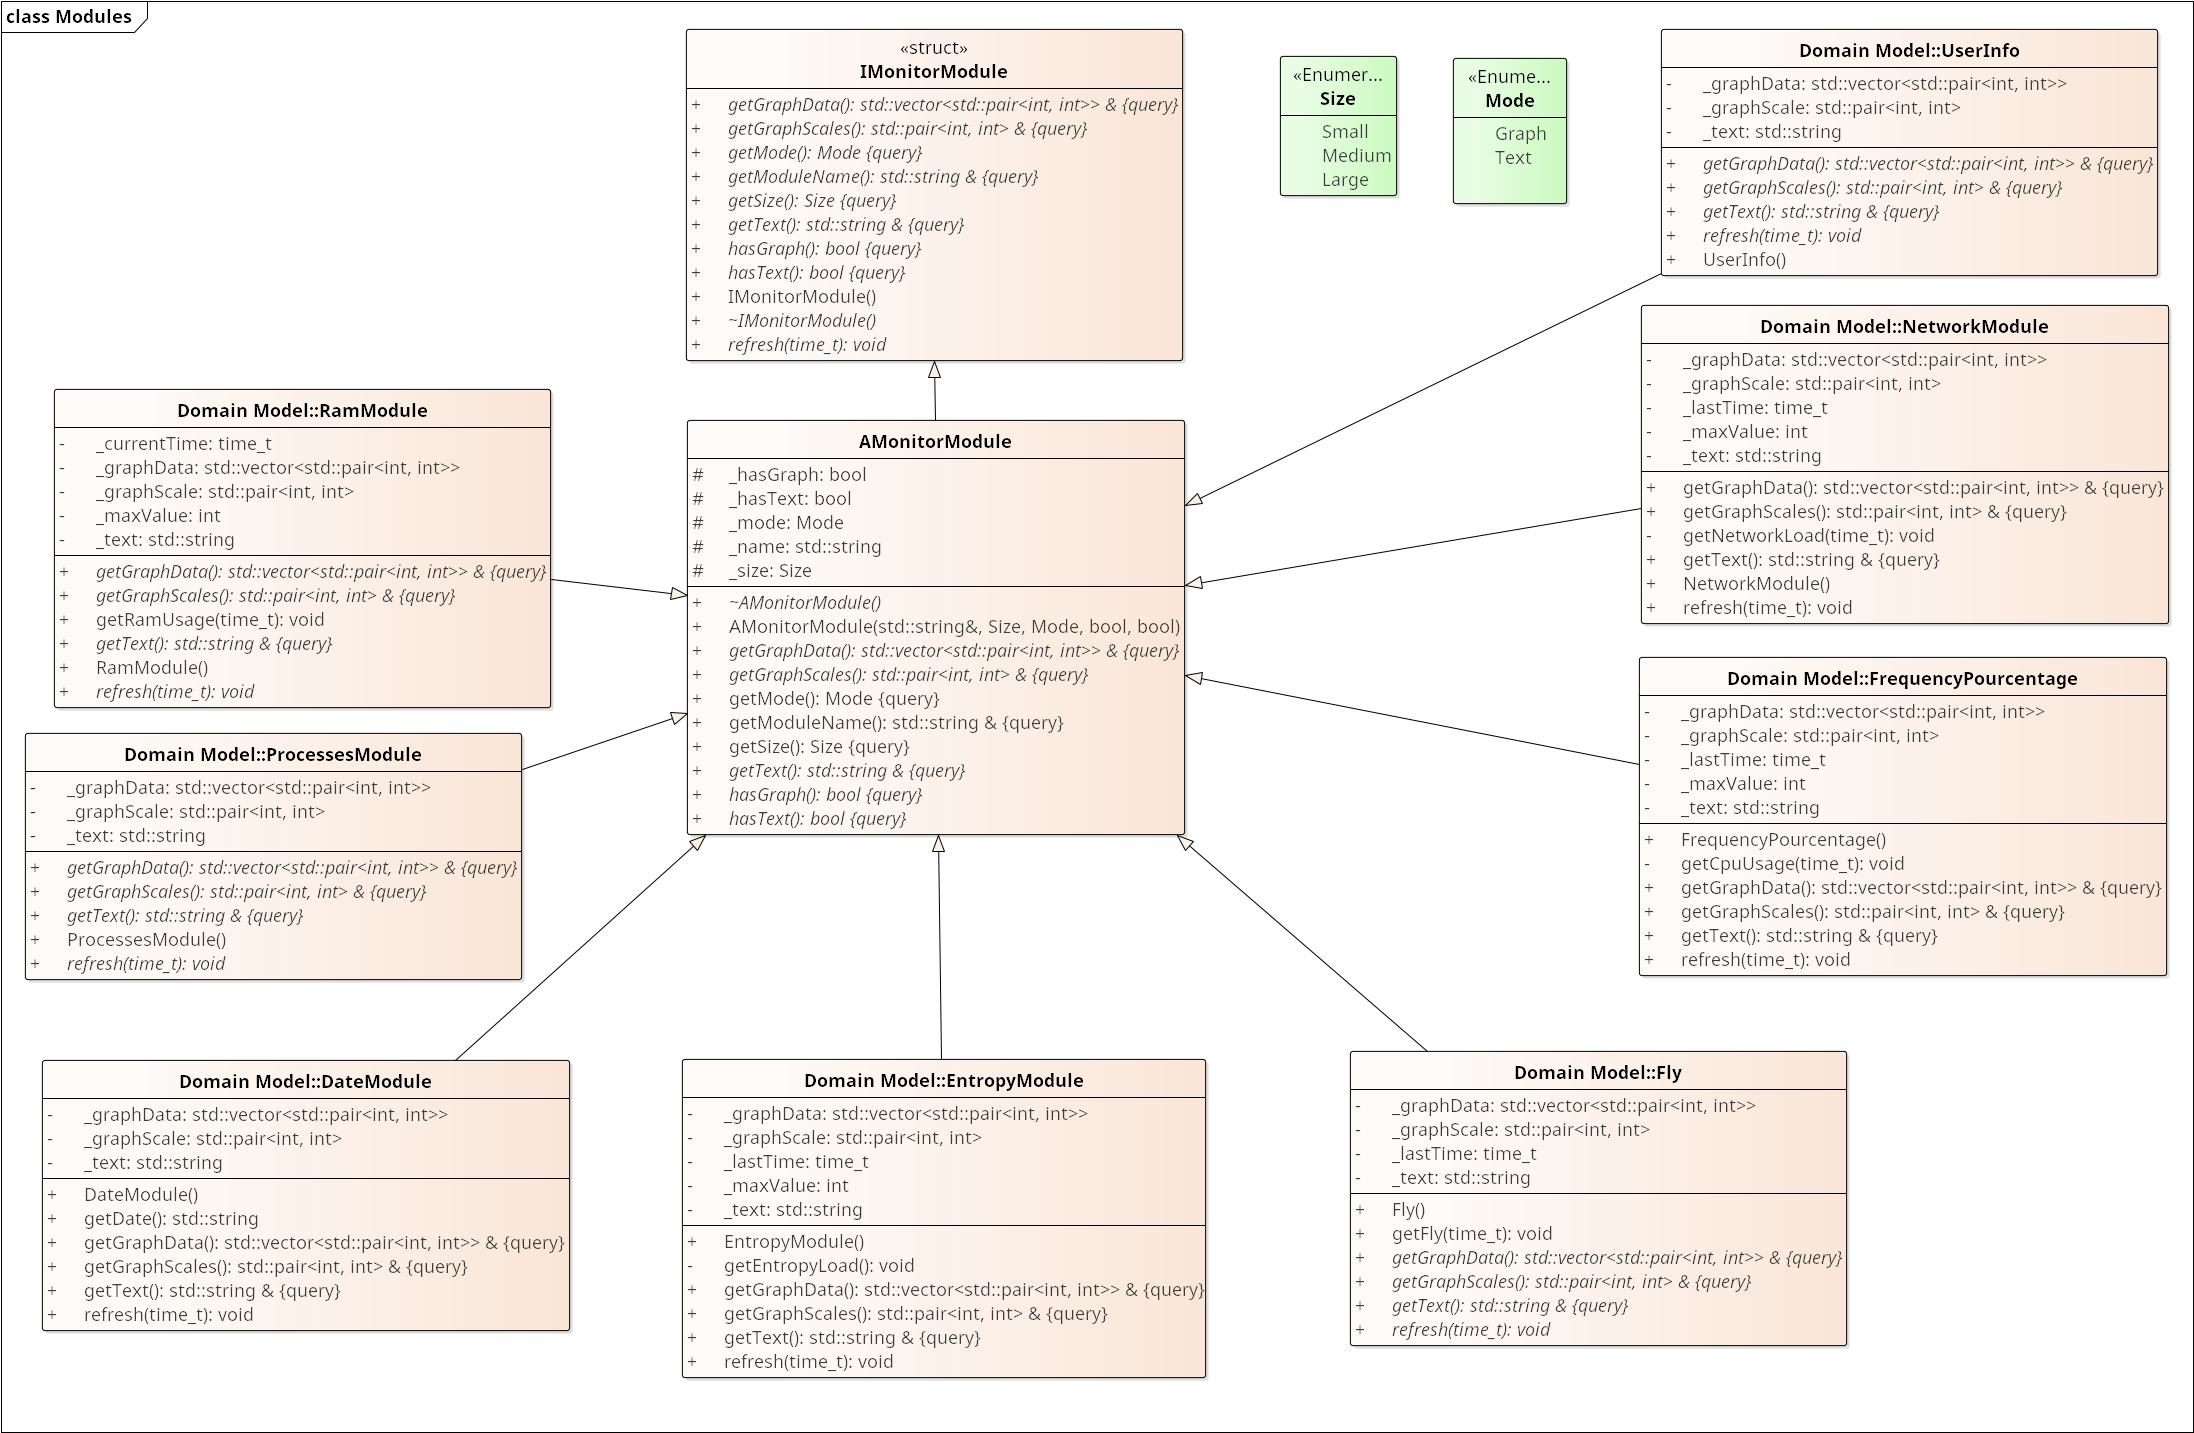 class Modules
«struct»
IMonitorModule
+ getGraphData(): std::vector<std::pair<int, int>> & {query}
+ getGraphScales(): std::pair<int, int> & {query}
+ getMode(): Mode {query}
+ getModuleName(): std::string & {query}
+ getSize(): Size {query}
+ getText(): std::string & {query}
+ hasGraph(): bool {query}
+ hasText(): bool {query}
+ IMonitorModule()
+ ~IMonitorModule()
+ refresh(time_t): void
«Enumer...
Size
Small
Medium
Large
«Enume...
Mode
Graph
Text
Domain Model::UserInfo
- _graphData: std::vector<std::pair<int, int>>
- _graphScale: std::pair<int, int>
- _text: std::string
+ getGraphData(): std::vector<std::pair<int, int>> & {query}
+ getGraphScales(): std::pair<int, int> & {query}
+ getText(): std::string & {query}
+ refresh(time_t): void
+ UserInfo()
Domain Model::NetworkModule
- _graphData: std::vector<std::pair<int, int>>
- _graphScale: std::pair<int, int>
- _lastTime: time_t
- _maxValue: int
- _text: std::string
+ getGraphData(): std::vector<std::pair<int, int>> & {query}
+ getGraphScales(): std::pair<int, int> & {query}
- getNetworkLoad(time_t): void
+ getText(): std::string & {query}
+ NetworkModule()
+ refresh(time_t): void
Domain Model::RamModule
- _currentTime: time_t
- _graphData: std::vector<std::pair<int, int>>
- _graphScale: std::pair<int, int>
- _maxValue: int
- _text: std::string
+ getGraphData(): std::vector<std::pair<int, int>> & {query}
+ getGraphScales(): std::pair<int, int> & {query}
+ getRamUsage(time_t): void
+ getText(): std::string & {query}
+ RamModule()
+ refresh(time_t): void
AMonitorModule
# _hasGraph: bool
# _hasText: bool
# _mode: Mode
# _name: std::string
# _size: Size
+ ~AMonitorModule()
+ AMonitorModule(std::string&, Size, Mode, bool, bool)
+ getGraphData(): std::vector<std::pair<int, int>> & {query}
+ getGraphScales(): std::pair<int, int> & {query}
+ getMode(): Mode {query}
+ getModuleName(): std::string & {query}
+ getSize(): Size {query}
+ getText(): std::string & {query}
+ hasGraph(): bool {query}
+ hasText(): bool {query}
Domain Model::FrequencyPourcentage
- _graphData: std::vector<std::pair<int, int>>
- _graphScale: std::pair<int, int>
- _lastTime: time_t
- _maxValue: int
- _text: std::string
+ FrequencyPourcentage()
- getCpuUsage(time_t): void
+ getGraphData(): std::vector<std::pair<int, int>> & {query}
+ getGraphScales(): std::pair<int, int> & {query}
+ getText(): std::string & {query}
+ refresh(time_t): void
Domain Model::ProcessesModule
- _graphData: std::vector<std::pair<int, int>>
- _graphScale: std::pair<int, int>
- _text: std::string
+ getGraphData(): std::vector<std::pair<int, int>> & {query}
+ getGraphScales(): std::pair<int, int> & {query}
+ getText(): std::string & {query}
+ ProcessesModule()
+ refresh(time_t): void
Domain Model::DateModule
- _graphData: std::vector<std::pair<int, int>>
- _graphScale: std::pair<int, int>
- _text: std::string
+ DateModule()
+ getDate(): std::string
+ getGraphData(): std::vector<std::pair<int, int>> & {query}
+ getGraphScales(): std::pair<int, int> & {query}
+ getText(): std::string & {query}
+ refresh(time_t): void
Domain Model::EntropyModule
- _graphData: std::vector<std::pair<int, int>>
- _graphScale: std::pair<int, int>
- _lastTime: time_t
- _maxValue: int
- _text: std::string
+ EntropyModule()
- getEntropyLoad(): void
+ getGraphData(): std::vector<std::pair<int, int>> & {query}
+ getGraphScales(): std::pair<int, int> & {query}
+ getText(): std::string & {query}
+ refresh(time_t): void
Domain Model::Fly
- _graphData: std::vector<std::pair<int, int>>
- _graphScale: std::pair<int, int>
- _lastTime: time_t
- _text: std::string
+ Fly()
+ getFly(time_t): void
+ getGraphData(): std::vector<std::pair<int, int>> & {query}
+ getGraphScales(): std::pair<int, int> & {query}
+ getText(): std::string & {query}
+ refresh(time_t): void